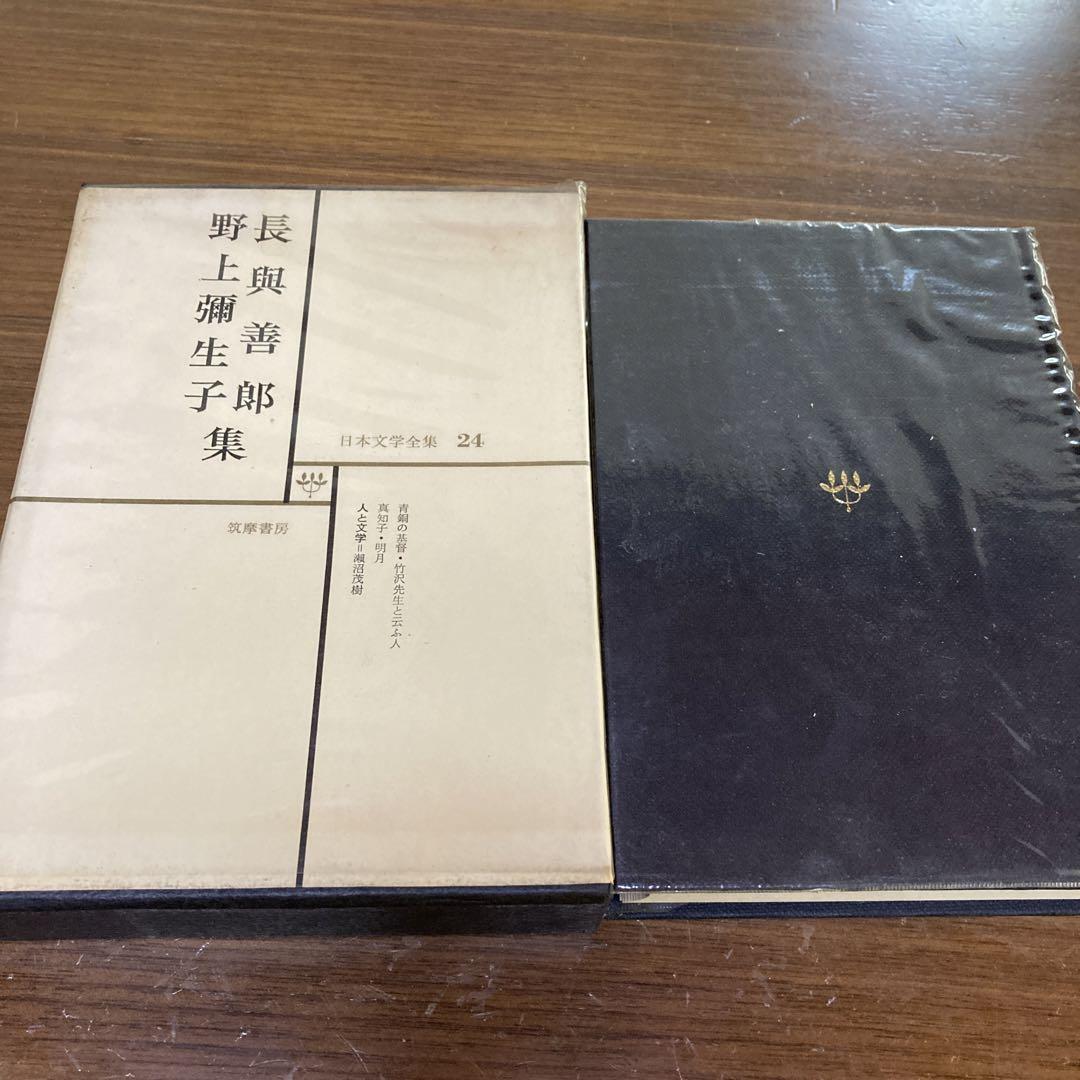 長與善郎
野上彌生子集
日本文学全集 24
筑摩書房
青銅の基督・竹沢先生と云ふ人
真知子・明月
人と文学＝瀬沼茂樹